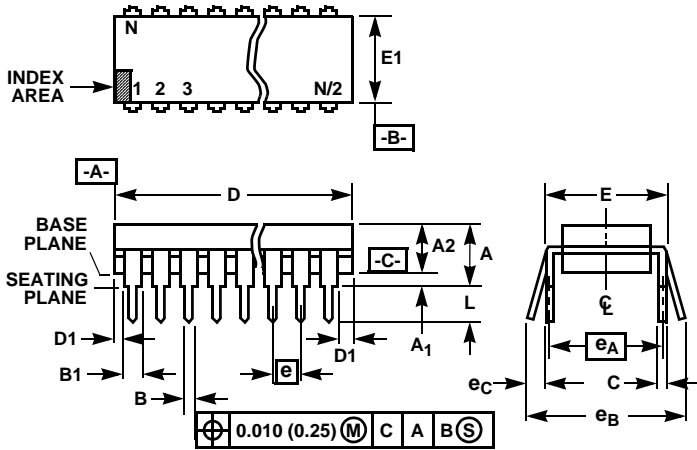 N
E1
INDEX
AREA
1 2 3 N/2
-B-
-A-
D
E
BASE
PLANE
A2
A
-C-
SEATING
PLANE
L
C
L
D1
A1
D1
eA
B1
e
eC
C
B
eB
0.010 (0.25) M C A B S